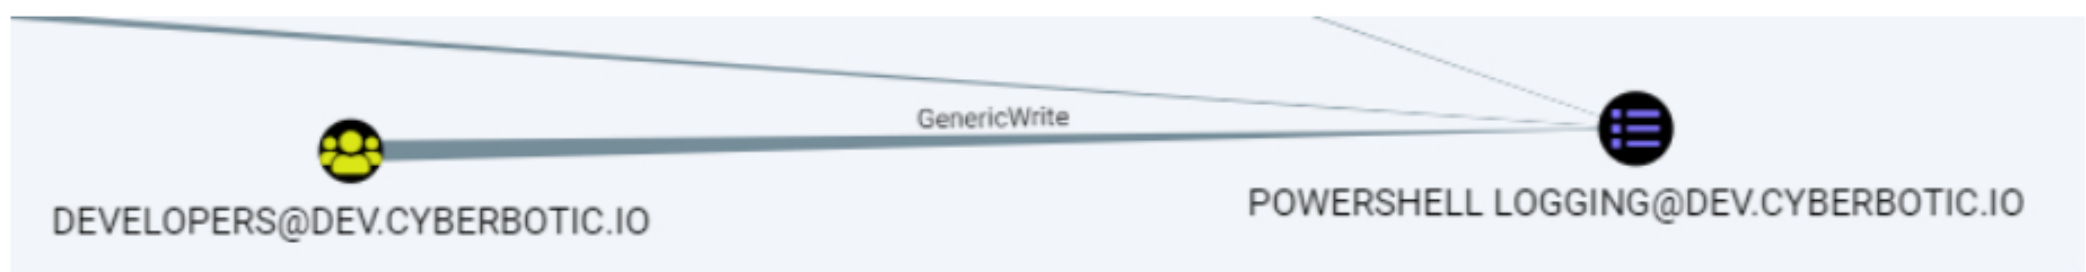 GenericWrite
DEVELOPERS@DEV.CYBERBOTIC.IO
POWERSHELL LOGGING@DEV.CYBERBOTIC.IO